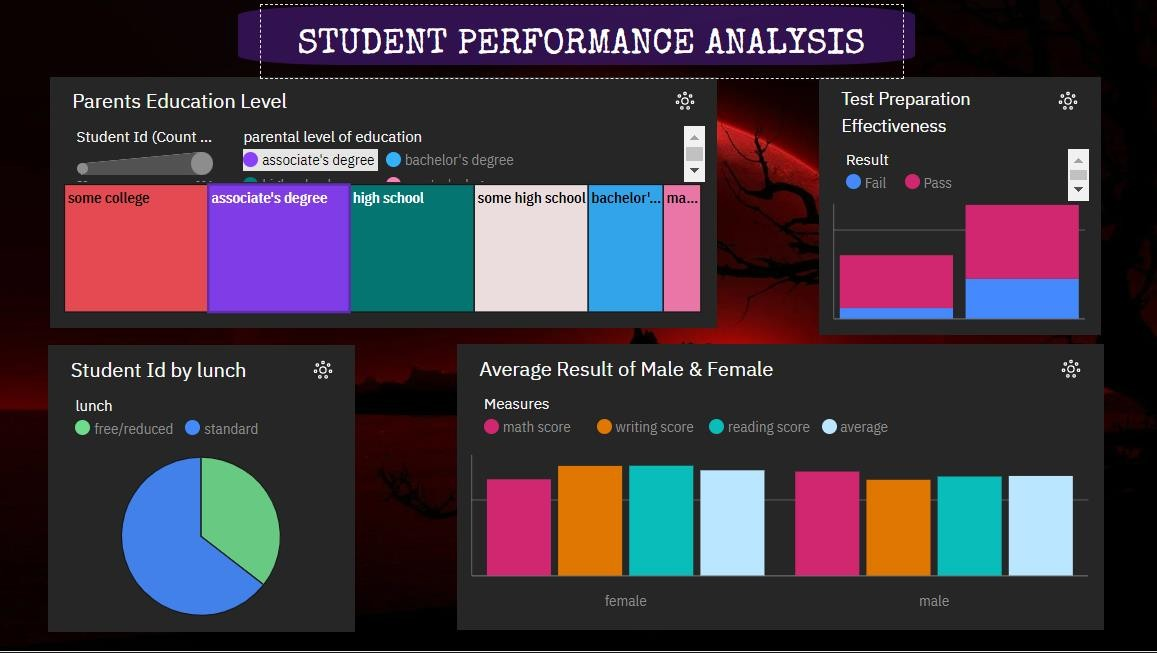 STUDENT PERFORMANCE ANALYSIS
Parents Education Level
Student Id (Count ...
parental level of education
associate's degree
bachelor's degree
some college
associate's degree
high school
some high school
bachelor'...
ma...
Test Preparation
Effectiveness
Result
Fail
Pass
Student Id by lunch
lunch
free/reduced
standard
Average Result of Male & Female
Measures
math score
writing score
reading score
average
female
male